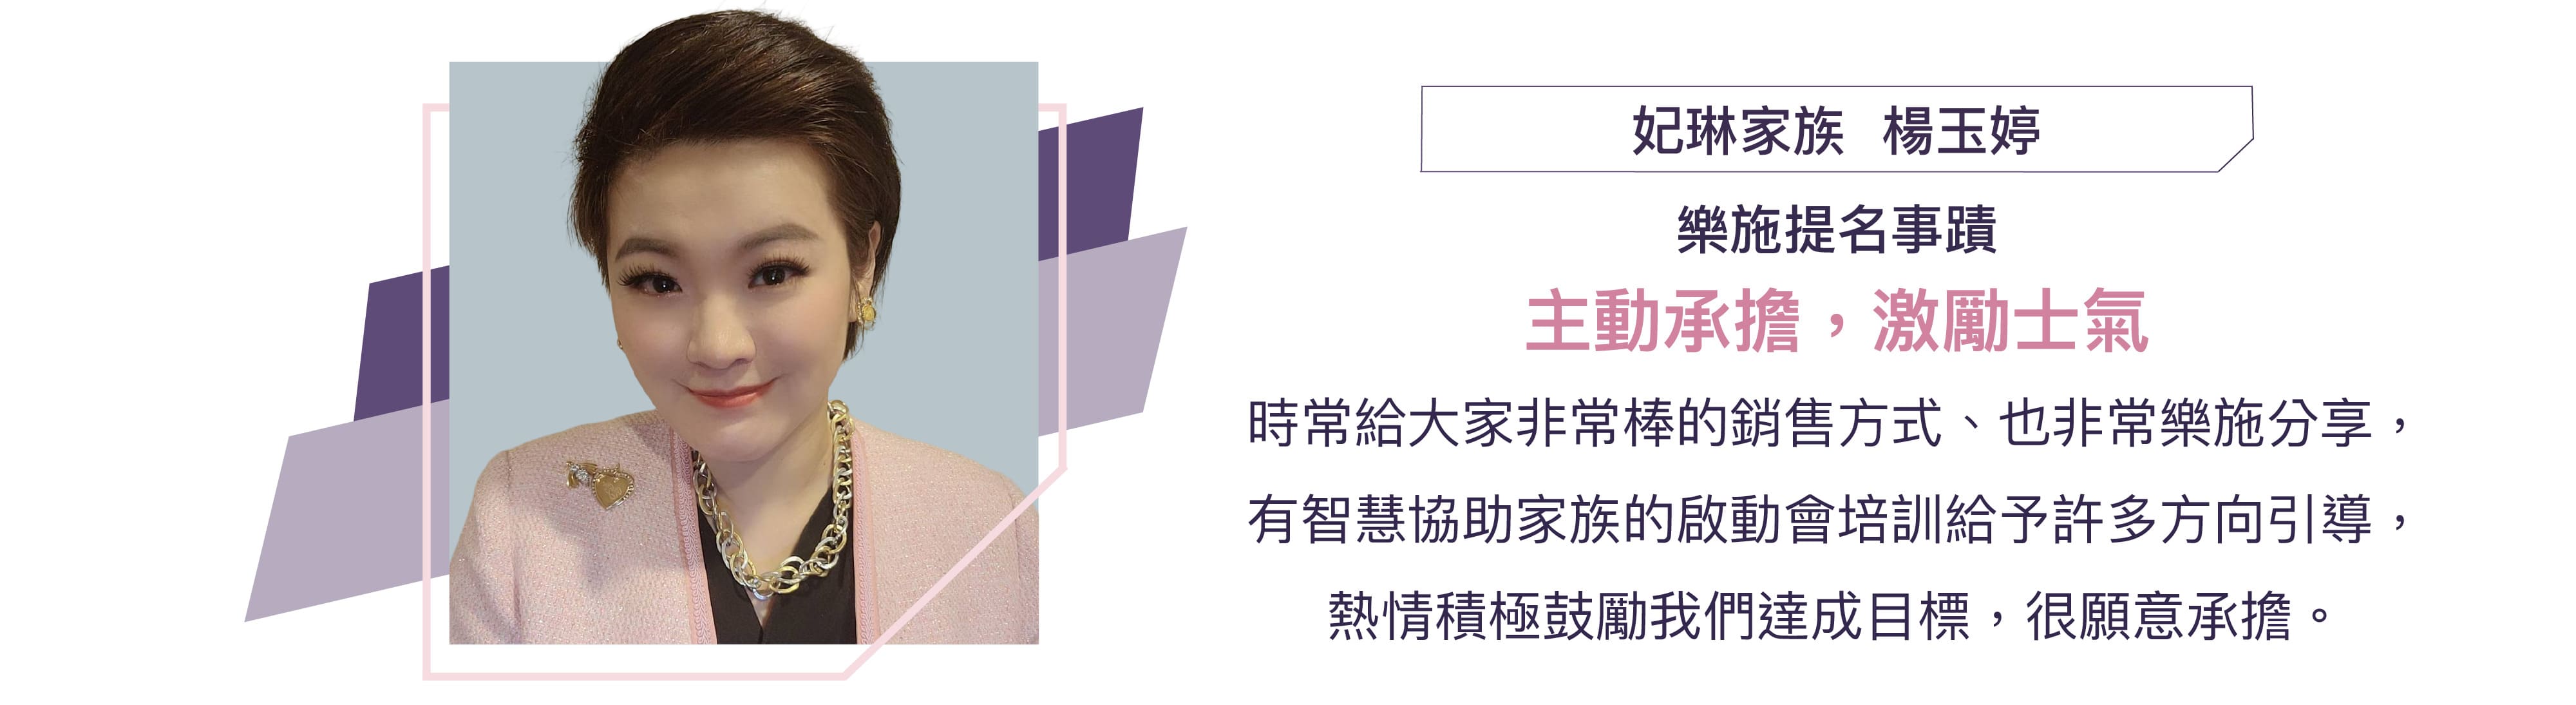 妃琳家族 楊玉婷
樂施提名事蹟
主動承擔，激勵士氣
時常給大家非常棒的銷售方式、也非常樂施分享，
有智慧協助家族的啟動會培訓給予許多方向引導，
熱情積極鼓勵我們達成目標，很願意承擔。